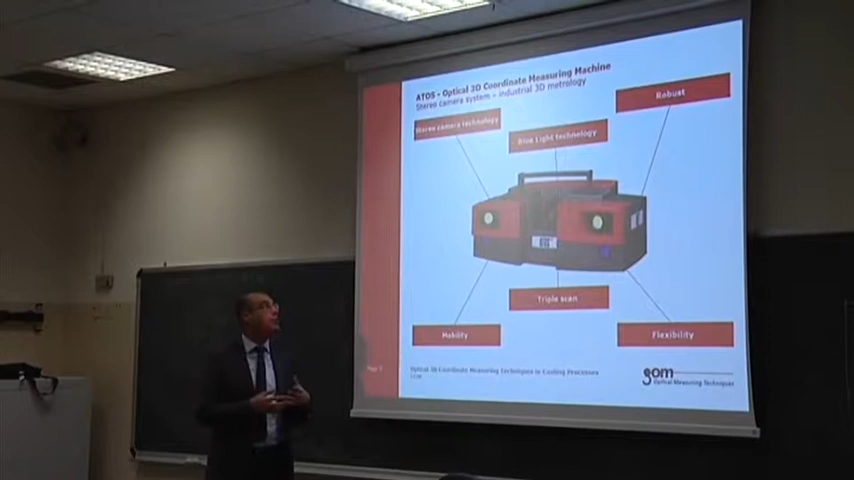 ATOS – Optical 3D Coordinate Measuring Machine
Stereo camera system – industrial 3D metrology
Robust
Stereo camera technology
Blue Light technology
Triple scan
Mobility
Flexibility
Optical 3D Coordinate Measuring Techniques in Casting Processes
gom
Optical Measuring Techniques